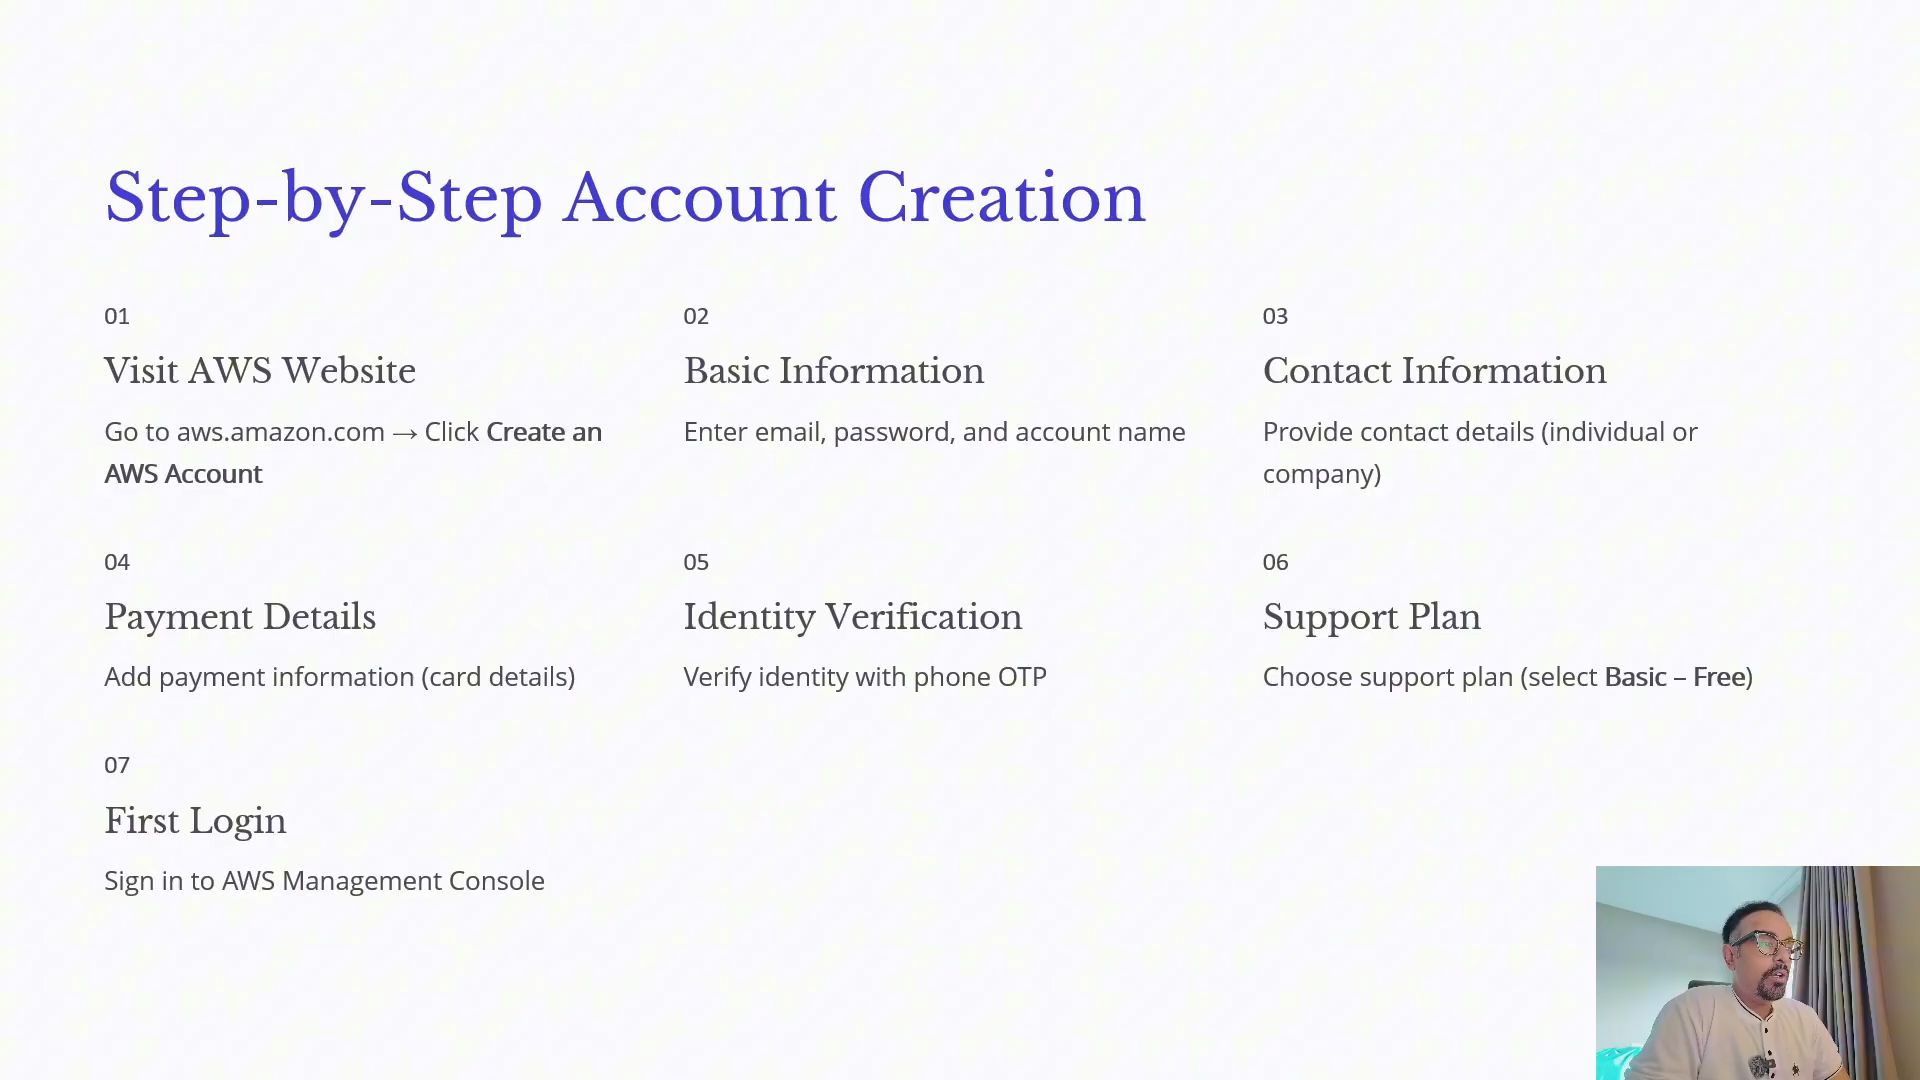 Step-by-Step Account Creation
01
Visit AWS Website
Go to aws.amazon.com → Click Create an
AWS Account
02
Basic Information
Enter email, password, and account name
03
Contact Information
Provide contact details (individual or
company)
04
Payment Details
Add payment information (card details)
05
Identity Verification
Verify identity with phone OTP
06
Support Plan
Choose support plan (select Basic – Free)
07
First Login
Sign in to AWS Management Console